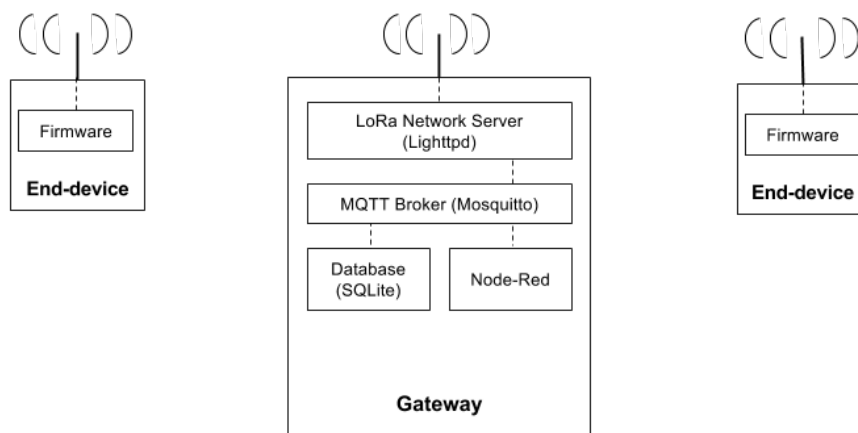 Firmware
End-device
LoRa Network Server
(Lighttpd)
MQTT Broker (Mosquitto)
Database
(SQLite)
Node-Red
Gateway
Firmware
End-device